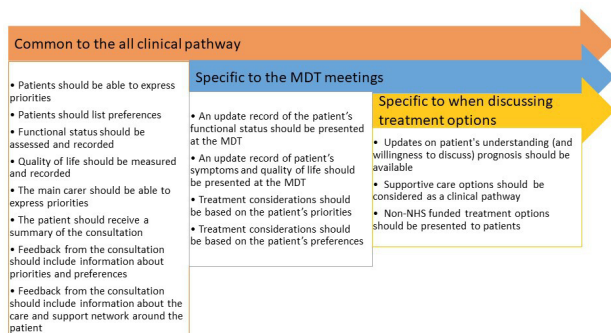 Common to the all clinical pathway
• Patients should be able to express
priorities
• Patients should list preferences
• Functional status should be
assessed and recorded
• Quality of life should be measured
and recorded
• The main carer should be able to
express priorities
• The patient should receive a
summary of the consultation
• Feedback from the consultation
should include information about
priorities and preferences
• Feedback from the consultation
should include information about the
care and support network around the
patient
Specific to the MDT meetings
• An update record of the patient's
functional status should be presented
at the MDT
• An update record of patient's
symptoms and quality of life should
be presented at the MDT
• Treatment considerations should
be based on the patient's priorities
• Treatment considerations should
be based on the patient's preferences
Specific to when discussing
treatment options
• Updates on patient's understanding (and
willingness to discuss) prognosis should be
available
• Supportive care options should be
considered as a clinical pathway
• Non-NHS funded treatment options
should be presented to patients